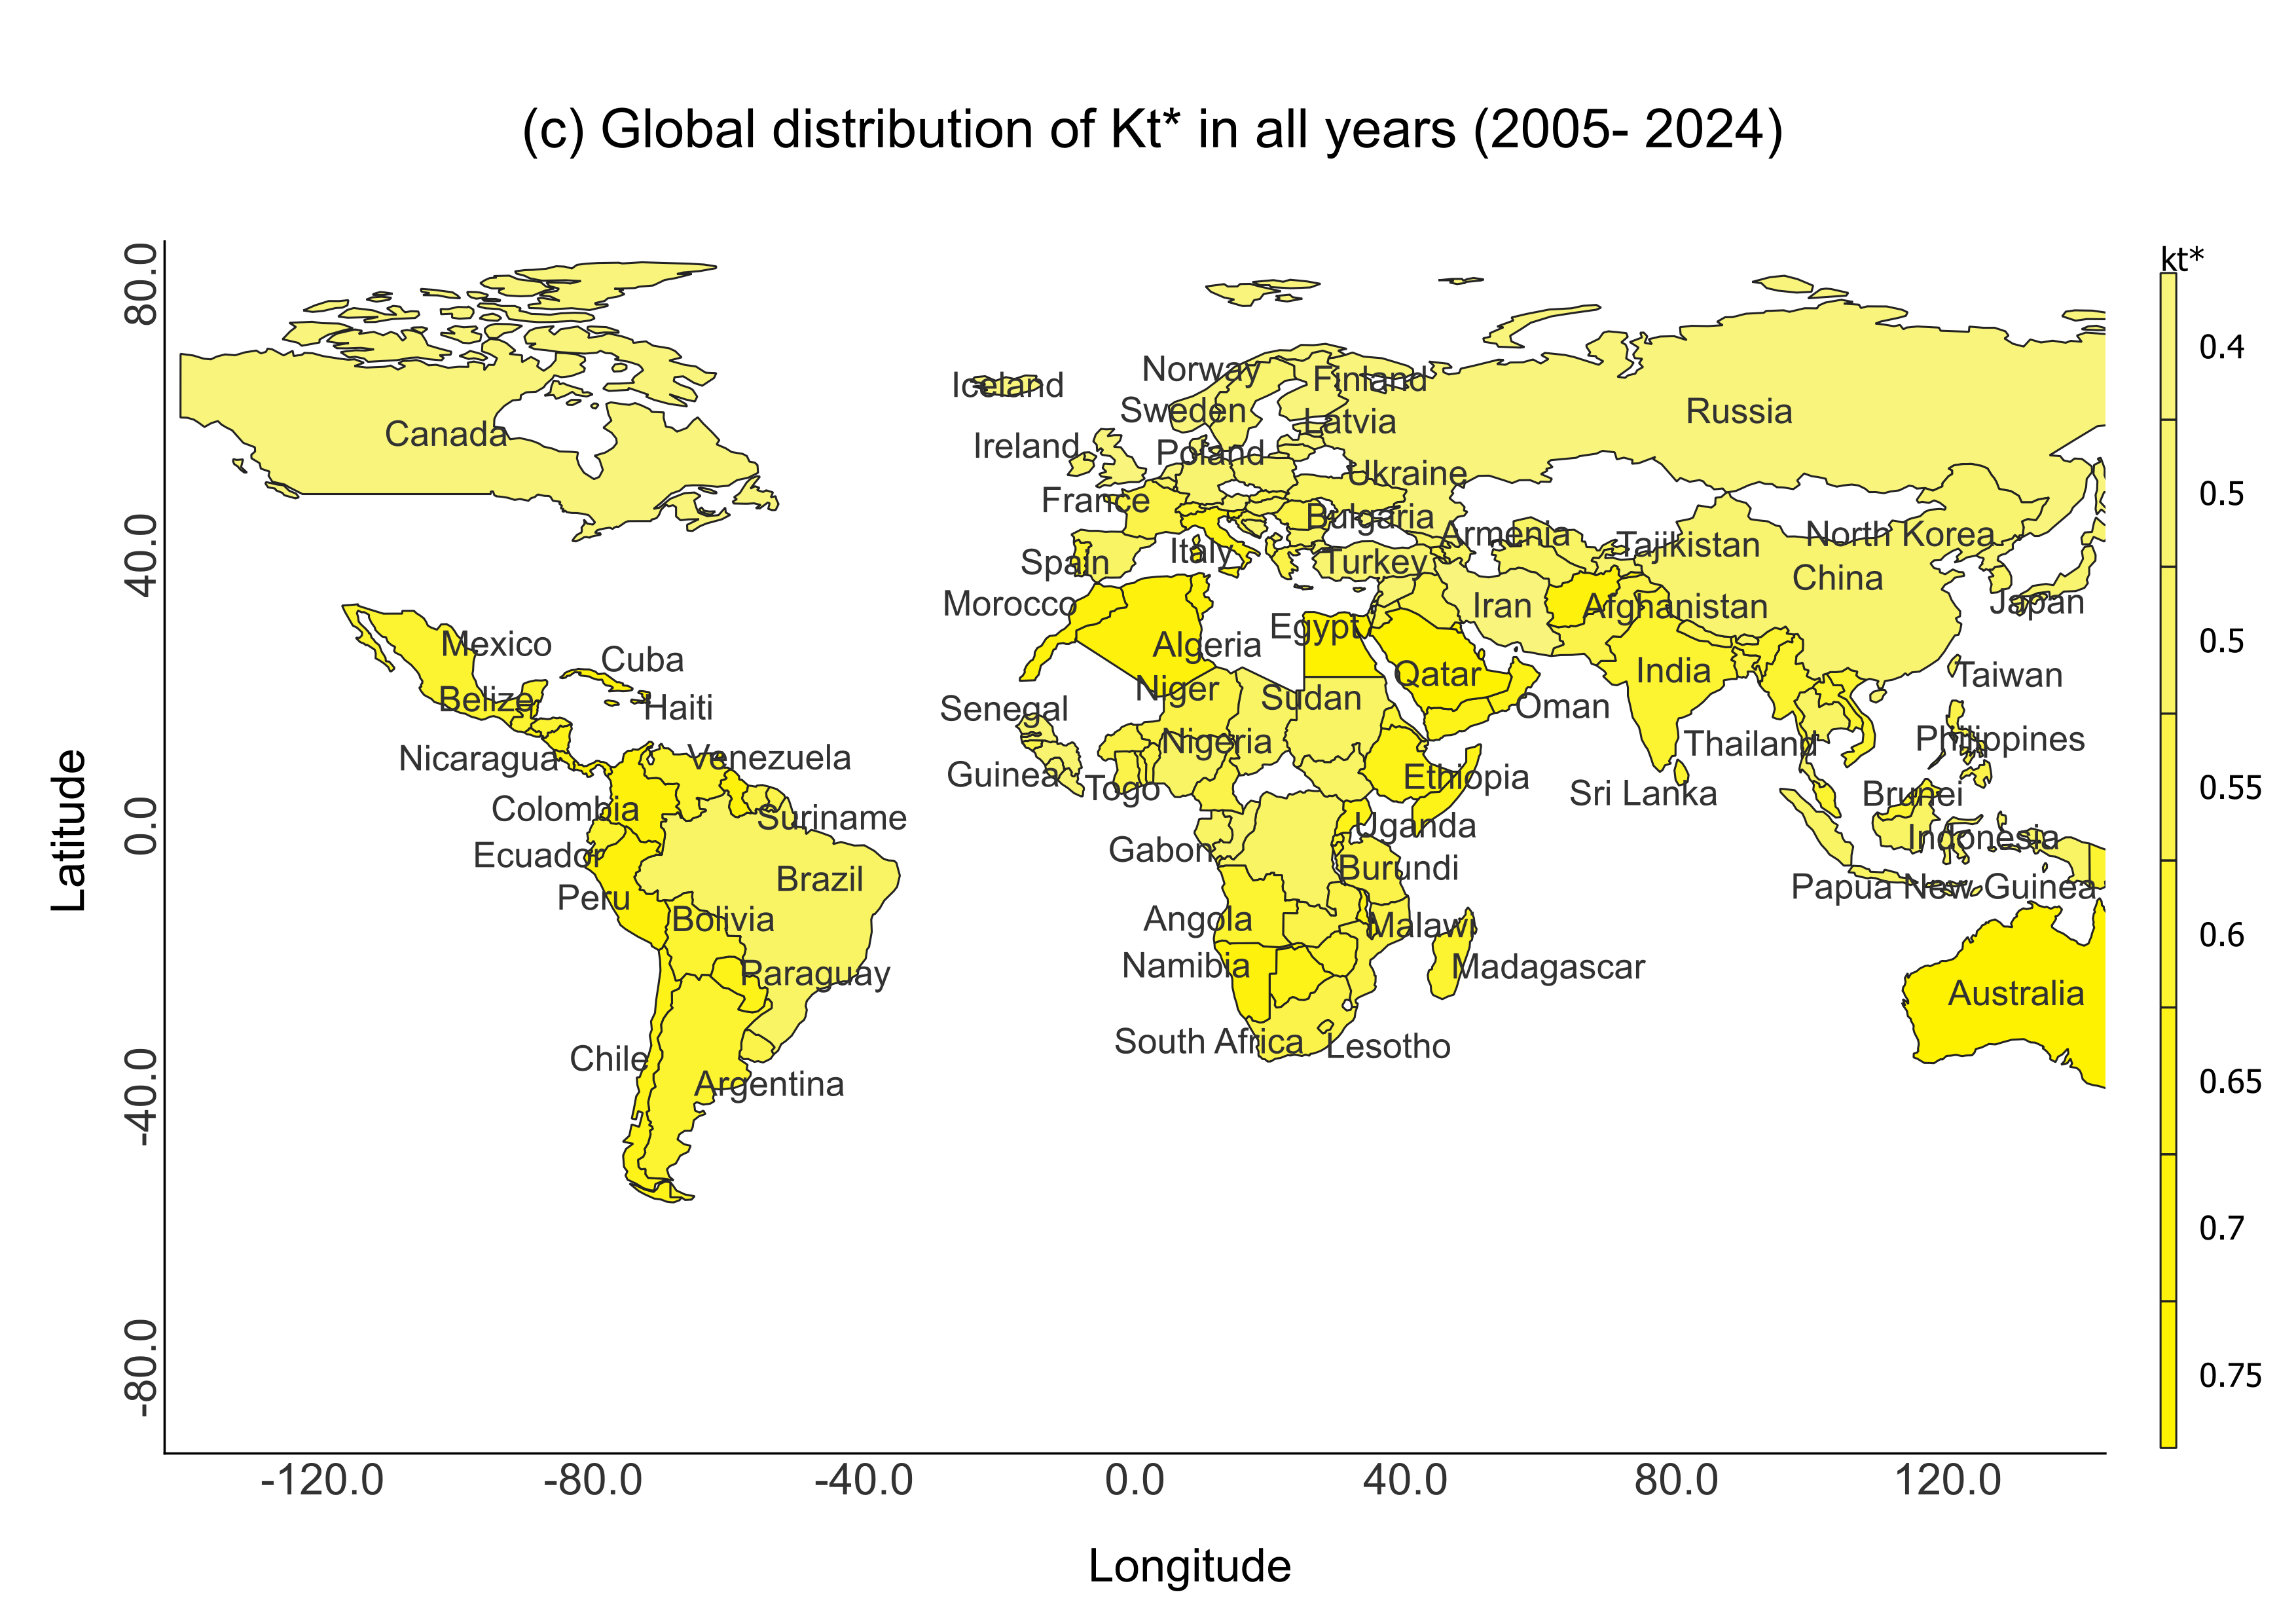 (c) Global distribution of Kt* in all years (2005- 2024)
kt*
80.0
40.0
0.0
-40.0
-80.0
Latitude
Norway
Iceland
Finland
Sweden
Latvia
Russia
Canada
Ireland
Poland
Ukraine
France
Bulgaria
Armenia
Tajikistan
North Korea
Spain
Italy
Turkey
China
Morocco
Iran
Afghanistan
Japan
Mexico
Algeria
Egypt
Cuba
Qatar
India
Taiwan
Belize
Niger
Sudan
Haiti
Senegal
Oman
Nicaragua
Venezuela
Nigeria
Thailand
Philippines
Guinea
Togo
Ethiopia
Sri Lanka
Brunei
Colombia
Suriname
Uganda
Indonesia
Ecuador
Gabon
Burundi
Brazil
Papua New Guinea
Peru
Bolivia
Angola
Malawi
Paraguay
Namibia
Madagascar
Australia
South Africa
Lesotho
Chile
Argentina
0.4
0.5
0.5
0.55
0.6
0.65
0.7
0.75
-120.0
-80.0
-40.0
0.0
40.0
80.0
120.0
Longitude